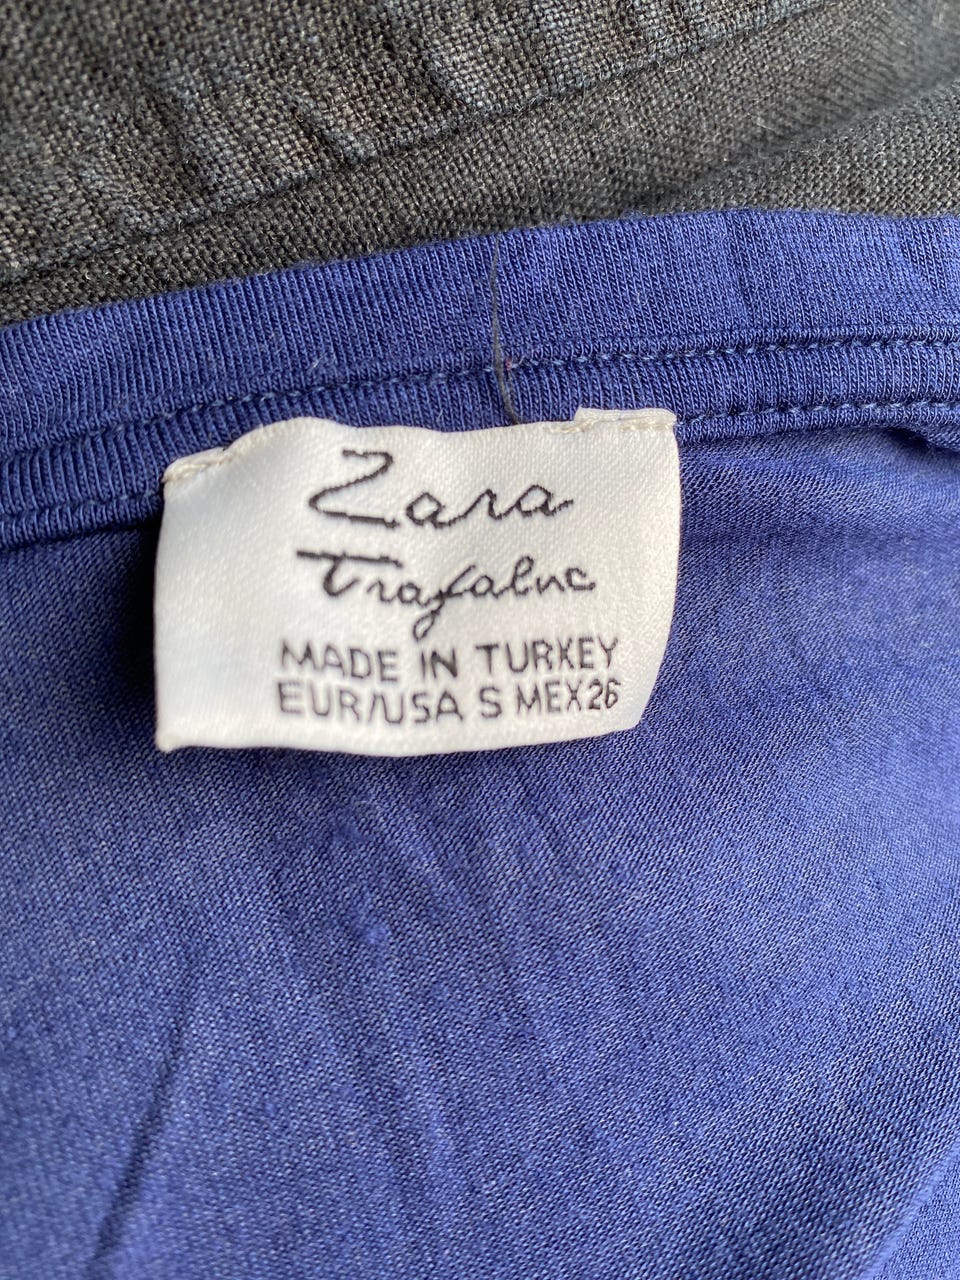 Zara
Trafaluc
MADE IN TURKEY
EUR/USA S MEX26